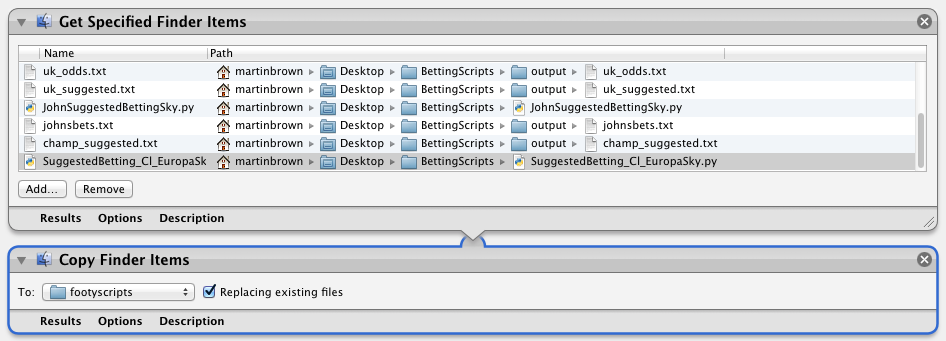 Get Specified Finder Items
Name Path
uk_odds.txt martinbrown Desktop BettingScripts output uk_odds.txt
uk_suggested.txt martinbrown Desktop BettingScripts output uk_suggested.txt
JohnSuggestedBettingSky.py martinbrown Desktop BettingScripts JohnSuggestedBettingSky.py
johnsbets.txt martinbrown Desktop BettingScripts output johnsbets.txt
champ_suggested.txt martinbrown Desktop BettingScripts output champ_suggested.txt
SuggestedBetting_Cl_EuropaSk martinbrown Desktop BettingScripts SuggestedBetting_Cl_EuropaSky.py
Add... Remove
Results Options Description
Copy Finder Items
To: footyscripts Replacing existing files
Results Options Description